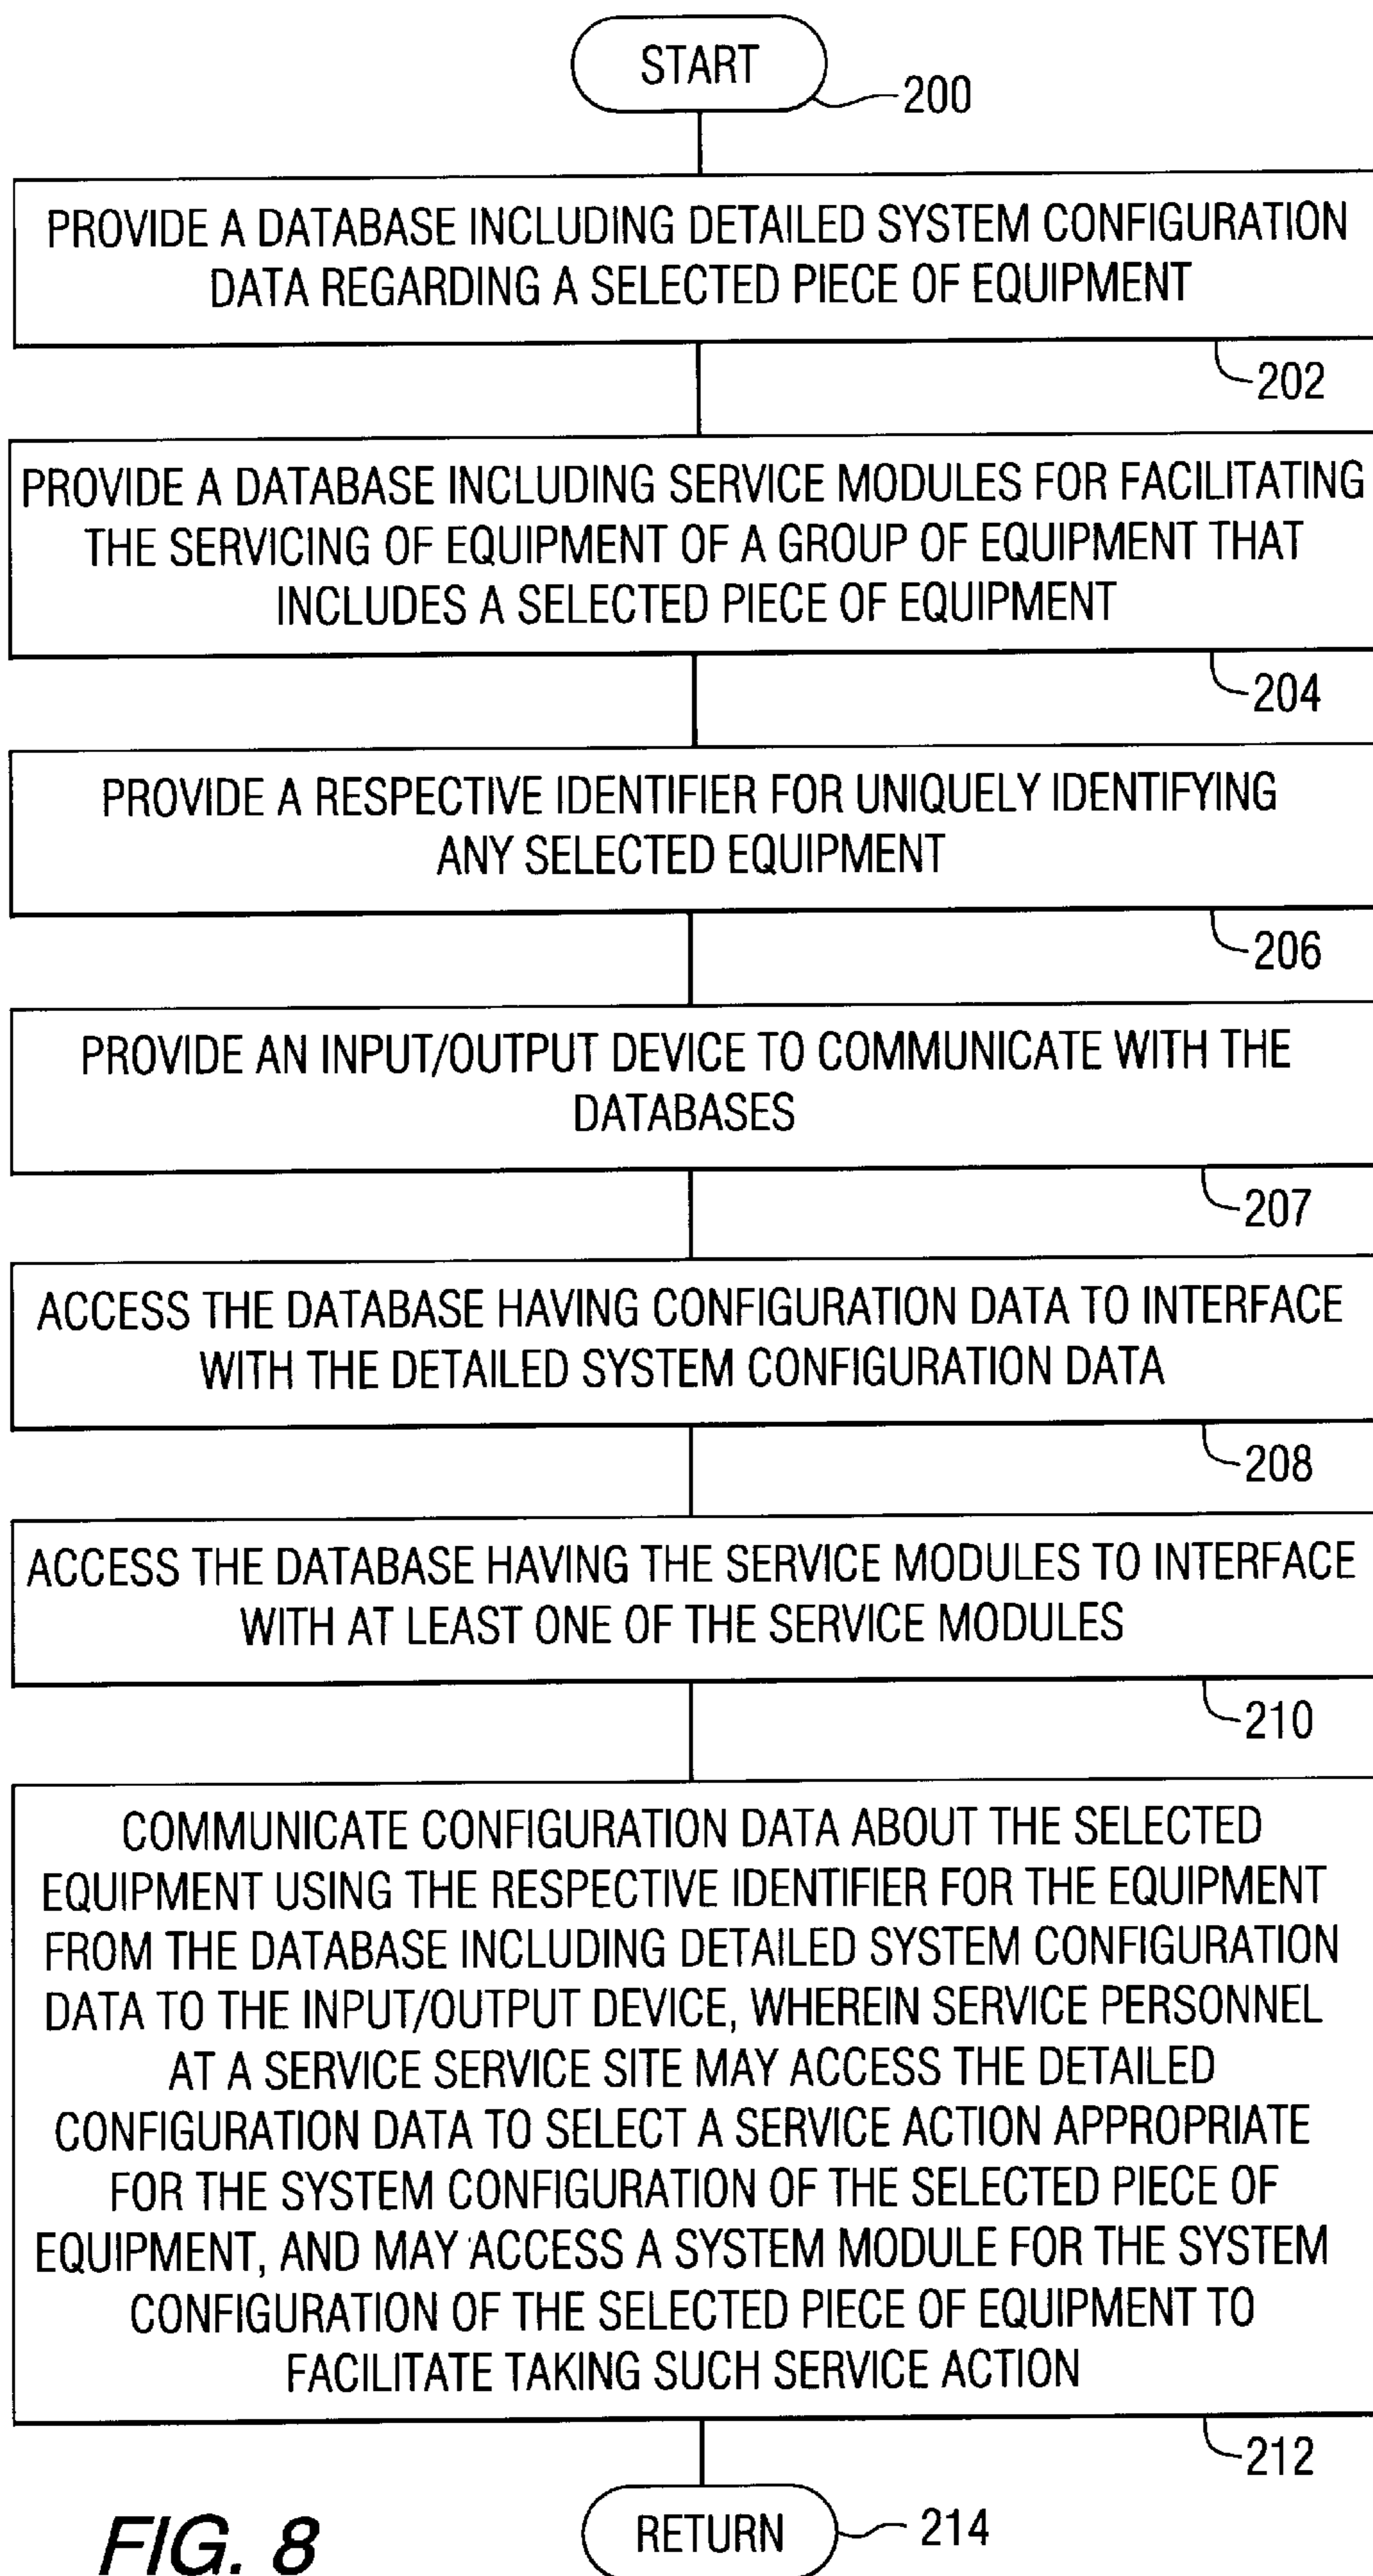 START
200
PROVIDE A DATABASE INCLUDING DETAILED SYSTEM CONFIGURATION
DATA REGARDING A SELECTED PIECE OF EQUIPMENT
202
PROVIDE A DATABASE INCLUDING SERVICE MODULES FOR FACILITATING
THE SERVICING OF EQUIPMENT OF A GROUP OF EQUIPMENT THAT
INCLUDES A SELECTED PIECE OF EQUIPMENT
204
PROVIDE A RESPECTIVE IDENTIFIER FOR UNIQUELY IDENTIFYING
ANY SELECTED EQUIPMENT
206
PROVIDE AN INPUT/OUTPUT DEVICE TO COMMUNICATE WITH THE
DATABASES
207
ACCESS THE DATABASE HAVING CONFIGURATION DATA TO INTERFACE
WITH THE DETAILED SYSTEM CONFIGURATION DATA
208
ACCESS THE DATABASE HAVING THE SERVICE MODULES TO INTERFACE
WITH AT LEAST ONE OF THE SERVICE MODULES
210
COMMUNICATE CONFIGURATION DATA ABOUT THE SELECTED
EQUIPMENT USING THE RESPECTIVE IDENTIFIER FOR THE EQUIPMENT
FROM THE DATABASE INCLUDING DETAILED SYSTEM CONFIGURATION
DATA TO THE INPUT/OUTPUT DEVICE, WHEREIN SERVICE PERSONNEL
AT A SERVICE SERVICE SITE MAY ACCESS THE DETAILED
CONFIGURATION DATA TO SELECT A SERVICE ACTION APPROPRIATE
FOR THE SYSTEM CONFIGURATION OF THE SELECTED PIECE OF
EQUIPMENT, AND MAY ACCESS A SYSTEM MODULE FOR THE SYSTEM
CONFIGURATION OF THE SELECTED PIECE OF EQUIPMENT TO
FACILITATE TAKING SUCH SERVICE ACTION
212
RETURN
214
FIG. 8